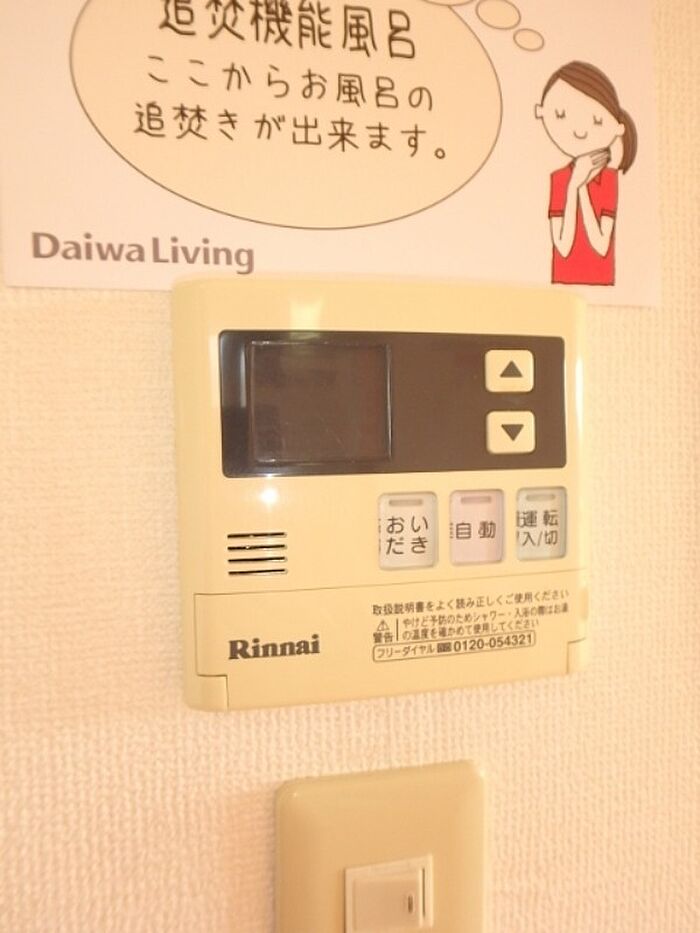 追焚機能風呂
ここからお風呂の
追焚きが出来ます。
Daiwa Living
おい
だき
自動
運転
入/切
取扱説明書をよく読み正しくご使用ください
警告
やけど予防のためシャワー・入浴の際はお湯
の温度を確かめて使用してください
フリーダイヤル 0120-054321
Rinnai